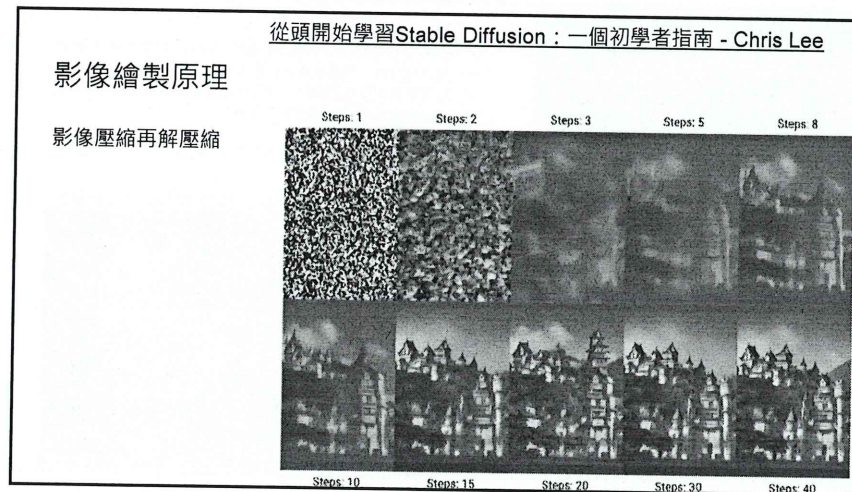 從頭開始學習Stable Diffusion：一個初學者指南 - Chris Lee
影像繪製原理
影像壓縮再解壓縮
Steps: 1
Steps: 2
Steps: 3
Steps: 5
Steps: 8
Steps: 10
Steps: 15
Steps: 20
Steps: 30
Steps: 40